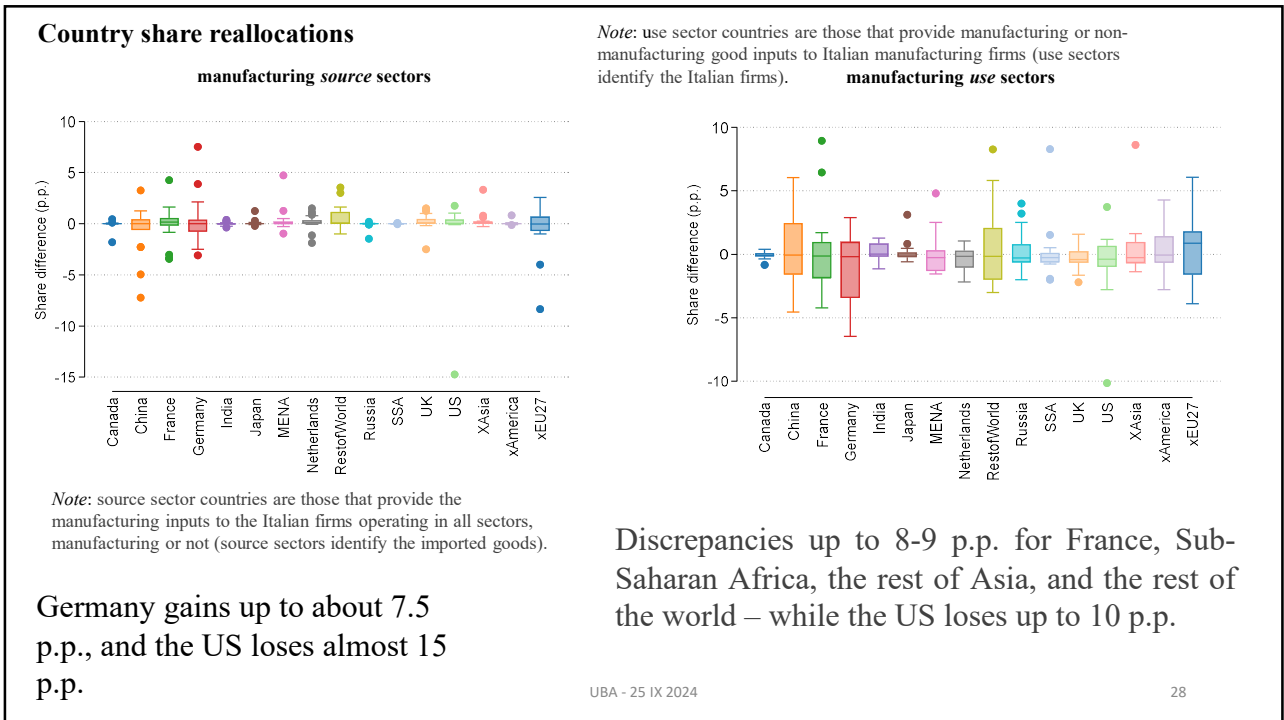 Country share reallocations
manufacturing source sectors
Share difference (p.p.)
10
5
0
-5
-10
-15
Canada
China
France
Germany
India
Japan
MENA
Netherlands
RestofWorld
Russia
SSA
UK
US
XAsia
xAmerica
xEU27
Note: source sector countries are those that provide the
manufacturing inputs to the Italian firms operating in all sectors,
manufacturing or not (source sectors identify the imported goods).
Germany gains up to about 7.5
p.p., and the US loses almost 15
p.p.
Note: use sector countries are those that provide manufacturing or non-
manufacturing good inputs to Italian manufacturing firms (use sectors
identify the Italian firms).
manufacturing use sectors
Share difference (p.p.)
10
5
0
-5
-10
Canada
China
France
Germany
India
Japan
MENA
Netherlands
RestofWorld
Russia
SSA
UK
US
XAsia
xAmerica
xEU27
Discrepancies up to 8-9 p.p. for France, Sub-
Saharan Africa, the rest of Asia, and the rest of
the world – while the US loses up to 10 p.p.
UBA - 25 IX 2024
28